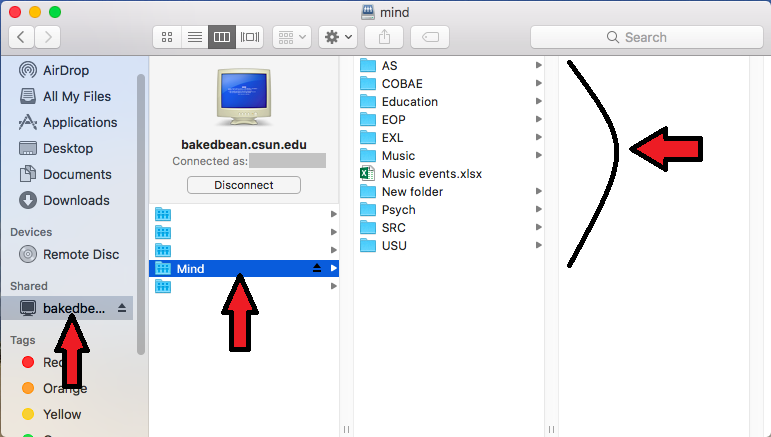 mind
Search
AirDrop
All My Files
Applications
Desktop
Documents
Downloads
Devices
Remote Disc
Shared
bakedbe...
Tags
Red
Orange
Yellow
bakedbean.csun.edu
Connected as:
Disconnect
Mind
AS
COBAE
Education
EOP
EXL
Music
Music events.xlsx
New folder
Psych
SRC
USU